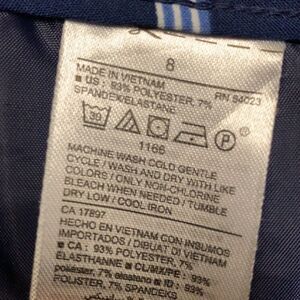 8
MADE IN VIETNAM RN 54023
■ US : 93% POLYESTER, 7%
SPANDEX/ELASTANE
30 P
1166
MACHINE WASH COLD GENTLE
CYCLE / WASH AND DRY WITH LIKE
COLORS / ONLY NON-CHLORINE
BLEACH WHEN NEEDED / TUMBLE
DRY LOW / COOL IRON
CA 17897
HECHO EN VIETNAM CON INSUMOS
IMPORTADOS / DIBUAT DI VIETNAM
■ CA : 93% POLYESTER, 7%
ELASTHANNE ■ CL/MX/PE : 93%
poliéster, 7% elastano ■ ID : 93%
POLISTER, 7% SPANDEKS